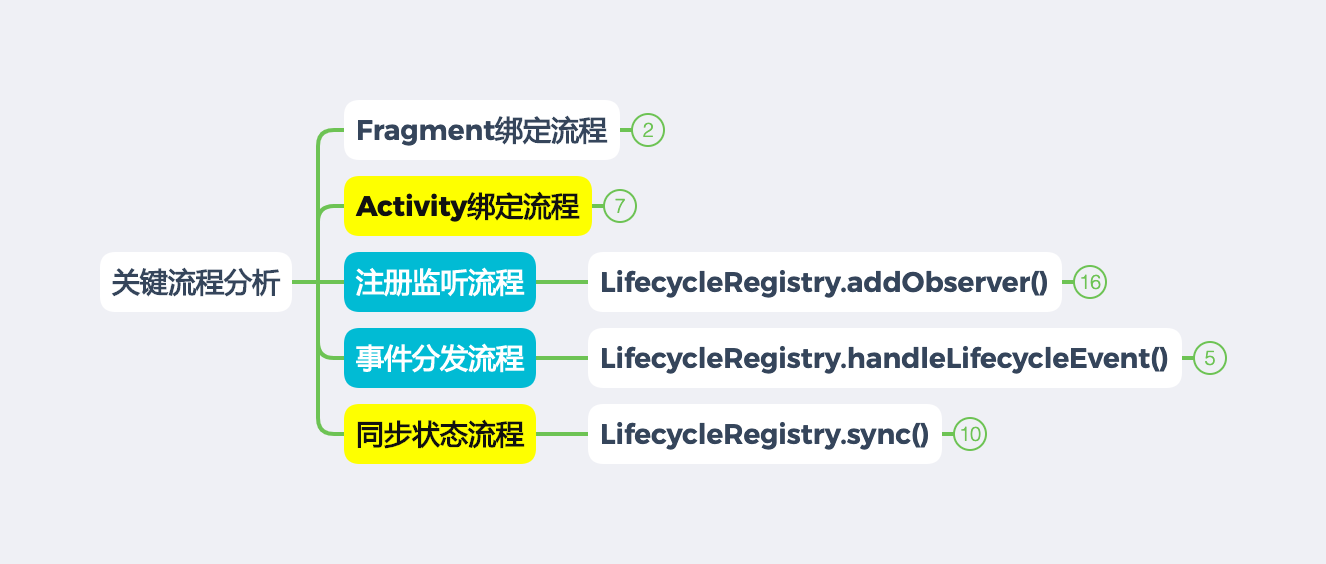 关键流程分析
Fragment绑定流程
2
Activity绑定流程
7
注册监听流程
LifecycleRegistry.addObserver()
16
事件分发流程
LifecycleRegistry.handleLifecycleEvent()
5
同步状态流程
LifecycleRegistry.sync()
10